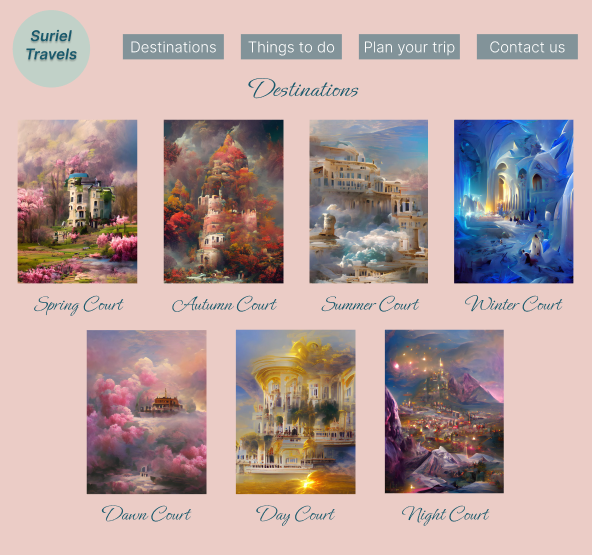 Suriel
Travels
Destinations
Things to do
Plan your trip
Contact us
Destinations
Spring Court
Autumn Court
Summer Court
Winter Court
Dawn Court
Day Court
Night Court